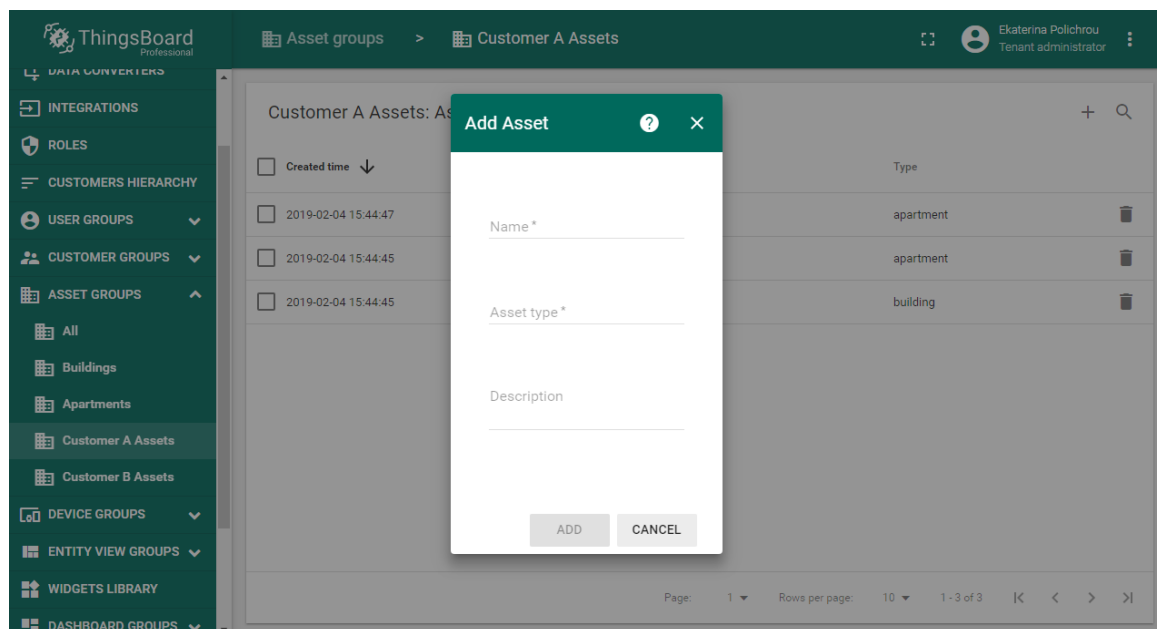 ThingsBoard
Professional
Asset groups > Customer A Assets
Ekaterina Polichrou
Tenant administrator
DATA CONVERTERS
INTEGRATIONS
ROLES
CUSTOMERS HIERARCHY
USER GROUPS
CUSTOMER GROUPS
ASSET GROUPS
All
Buildings
Apartments
Customer A Assets
Customer B Assets
DEVICE GROUPS
ENTITY VIEW GROUPS
WIDGETS LIBRARY
DASHBOARD GROUPS
Customer A Assets:
Created time
Type
2019-02-04 15:44:47
apartment
2019-02-04 15:44:45
apartment
2019-02-04 15:44:45
building
Add Asset
?
Name *
Asset type *
Description
ADD CANCEL
Page: 1 Rows per page: 10 1 - 3 of 3